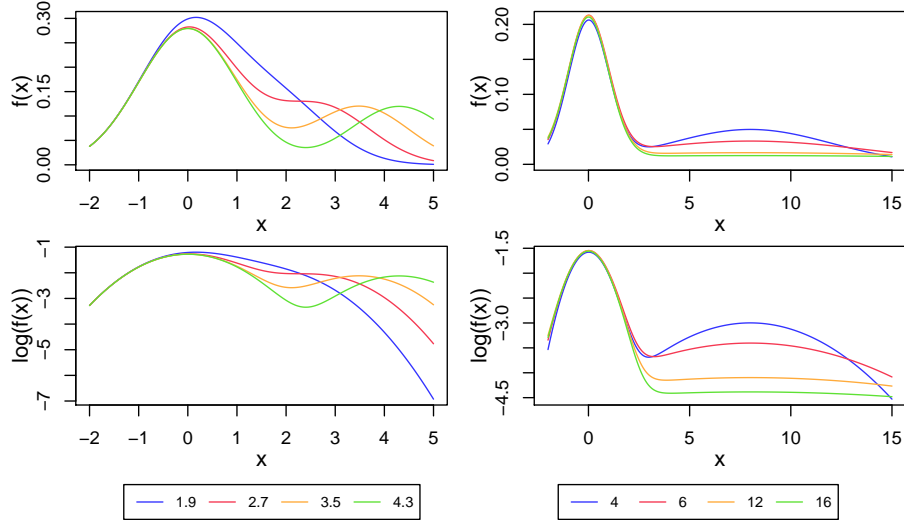 f(x)
0.00 0.15 0.30
−2 −1 0 1 2 3 4 5
x
f(x)
0.00 0.10 0.20
0 5 10 15
x
log(f(x))
−7 −5 −3 −1
−2 −1 0 1 2 3 4 5
x
log(f(x))
−4.5 −3.0 −1.5
0 5 10 15
x
1.9 2.7 3.5 4.3
4 6 12 16